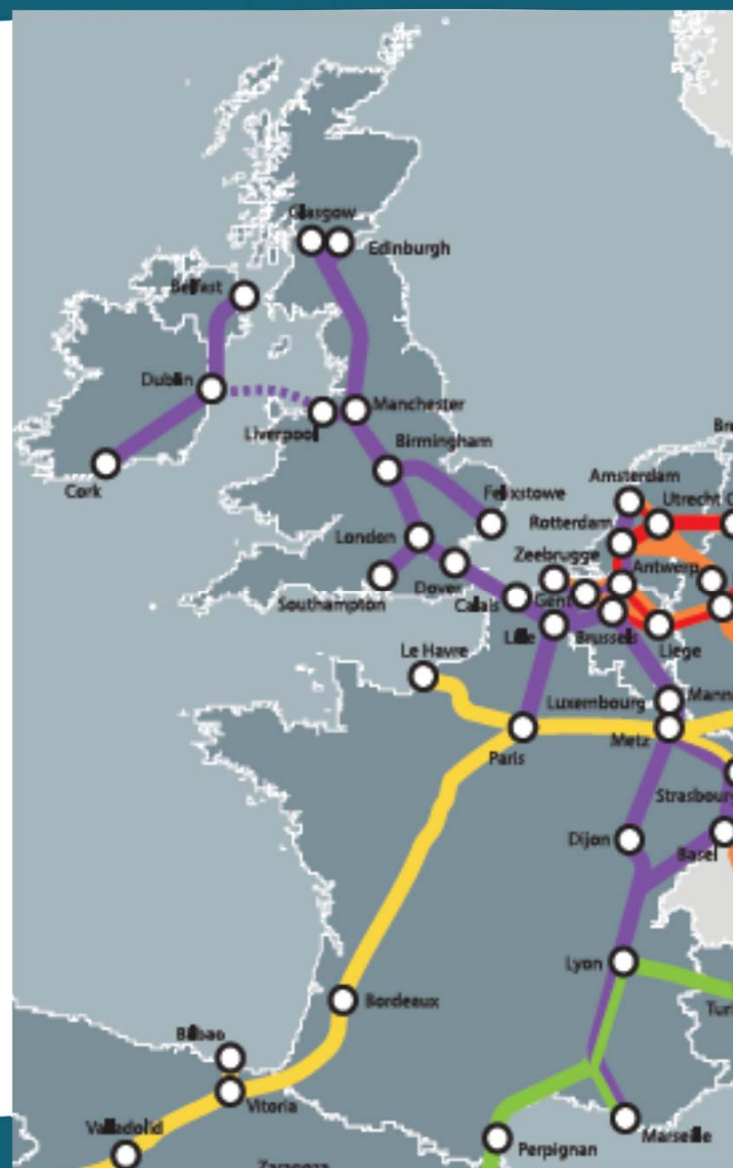 Glasgow
Edinburgh
Belfast
Dublin
Manchester
Liverpool
Birmingham
Cork
Felixstowe
Amsterdam
Utrecht
Rotterdam
London
Zeebrugge
Antwerp
Southampton
Dover
Calais
Gent
Lille
Brussels
Liege
Le Havre
Luxembourg
Metz
Paris
Strasbourg
Dijon
Basel
Lyon
Bordeaux
Bilbao
Vitoria
Valladolid
Marseille
Perpignan